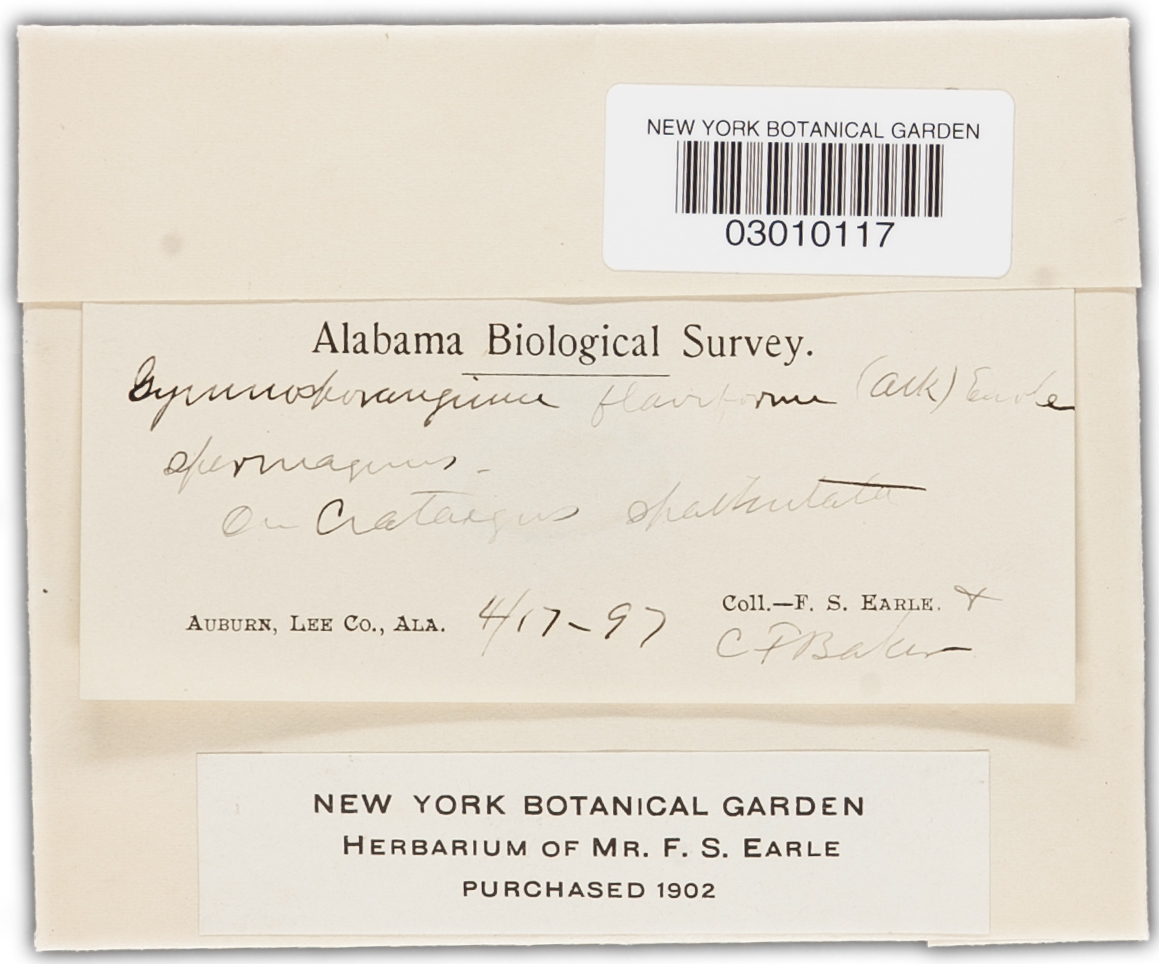 NEW YORK BOTANICAL GARDEN
03010117
Alabama Biological Survey.
Gymnosporangium flaviforme (Atk) Earle
spermagonis -
On Crataegus spathulata
AUBURN, LEE CO., ALA. 4/17-97
COLL.—F. S. EARLE. &
C F Baker
NEW YORK BOTANICAL GARDEN
HERBARIUM OF MR. F. S. EARLE
PURCHASED 1902